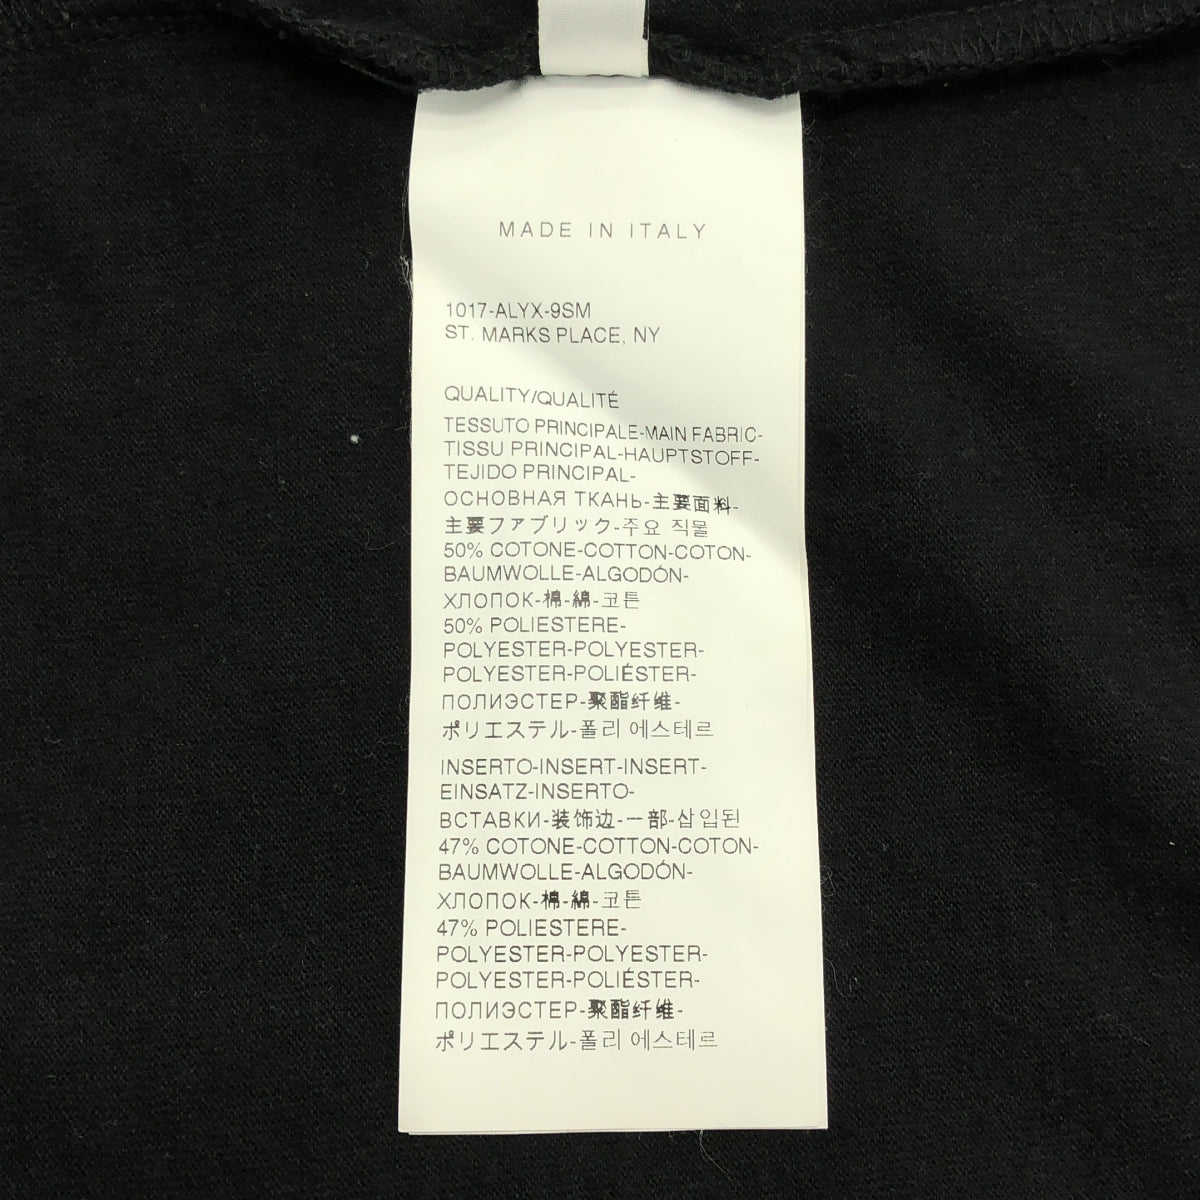 MADE IN ITALY
1017-ALYX-9SM
ST. MARKS PLACE, NY
QUALITY/QUALITÉ
TESSUTO PRINCIPALE-MAIN FABRIC-
TISSU PRINCIPAL-HAUPTSTOFF-
TEJIDO PRINCIPAL-
ОСНОВНАЯ ТКАНЬ-主要面料-
主要ファブリック-주요 직물
50% COTONE-COTTON-COTON-
BAUMWOLLE-ALGODÓN-
ХЛОПОК-棉-綿-코튼
50% POLIESTERE-
POLYESTER-POLYESTER-
POLYESTER-POLIÉSTER-
ПОЛИЭСТЕР-聚酯纤维-
ポリエステル-폴리 에스테르
INSERTO-INSERT-INSERT-
EINSATZ-INSERTO-
ВСТАВКИ-装饰边-一部-삽입된
47% COTONE-COTTON-COTON-
BAUMWOLLE-ALGODÓN-
ХЛОПОК-棉-綿-코튼
47% POLIESTERE-
POLYESTER-POLYESTER-
POLYESTER-POLIÉSTER-
ПОЛИЭСТЕР-聚酯纤维-
ポリエステル-폴리 에스테르